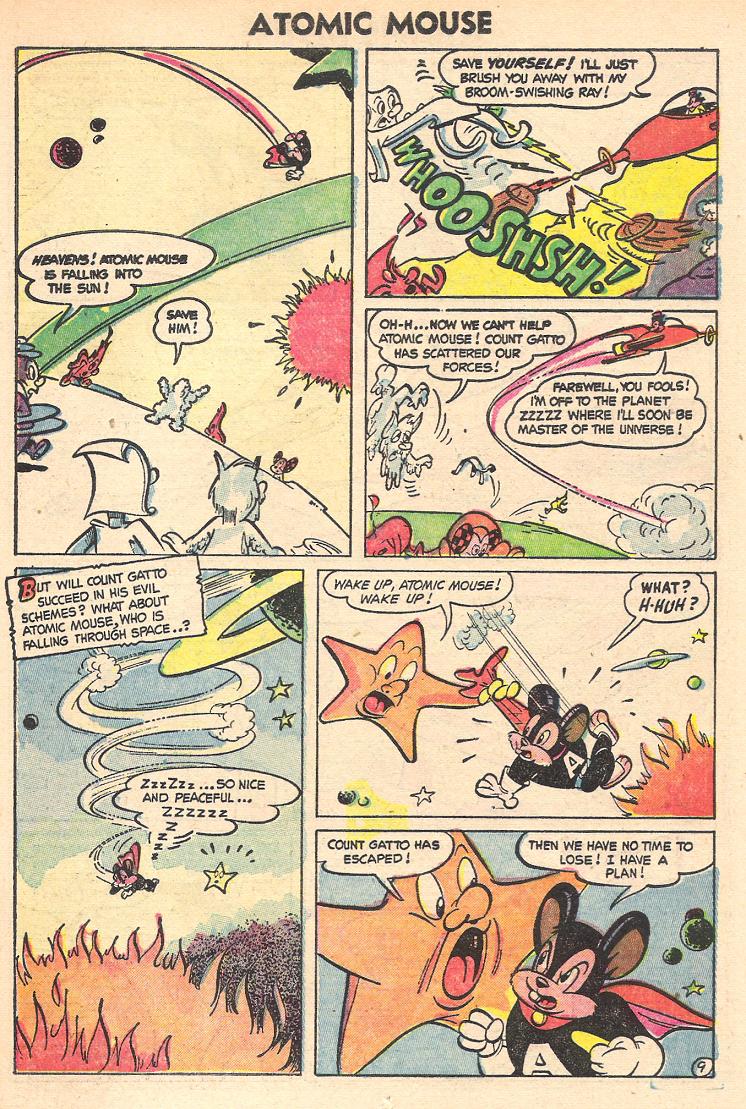 ATOMIC MOUSE
HEAVENS! ATOMIC MOUSE
IS FALLING INTO
THE SUN!
SAVE
HIM!
SAVE YOURSELF! I'LL JUST
BRUSH YOU AWAY WITH MY
BROOM-SWISHING RAY!
WHOOSHSH!
OH-H...NOW WE CAN'T HELP
ATOMIC MOUSE! COUNT GATTO
HAS SCATTERED OUR
FORCES!
FAREWELL, YOU FOOLS!
I'M OFF TO THE PLANET
ZZZZZ WHERE I'LL SOON BE
MASTER OF THE UNIVERSE!
BUT WILL COUNT GATTO
SUCCEED IN HIS EVIL
SCHEMES? WHAT ABOUT
ATOMIC MOUSE, WHO IS
FALLING THROUGH SPACE..?
ZzzZzz...SO NICE
AND PEACEFUL...
ZZZZZZ
Z
Z
Z
Z
WAKE UP, ATOMIC MOUSE!
WAKE UP!
WHAT?
H-HUH?
A
COUNT GATTO HAS
ESCAPED!
THEN WE HAVE NO TIME TO
LOSE! I HAVE A
PLAN!
A
9